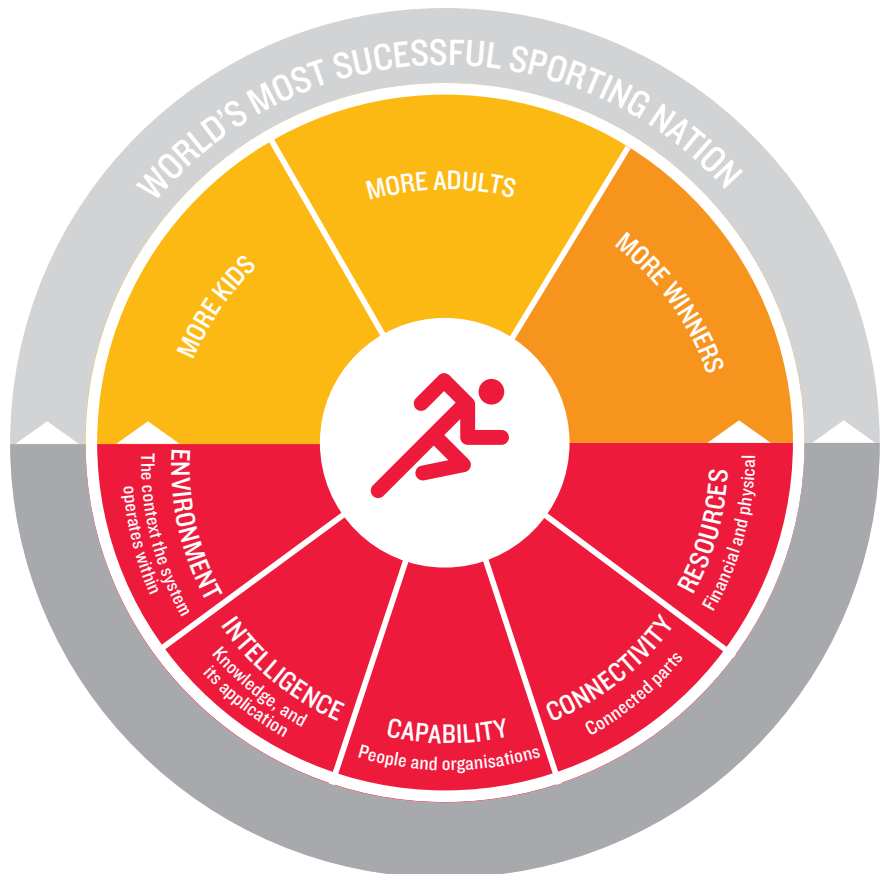 WORLD'S MOST SUCESSFUL SPORTING NATION
MORE KIDS
MORE ADULTS
MORE WINNERS
ENVIRONMENT
The context the system
operates within
INTELLIGENCE
Knowledge, and
its application
CAPABILITY
People and organisations
CONNECTIVITY
Connected parts
RESOURCES
Financial and physical